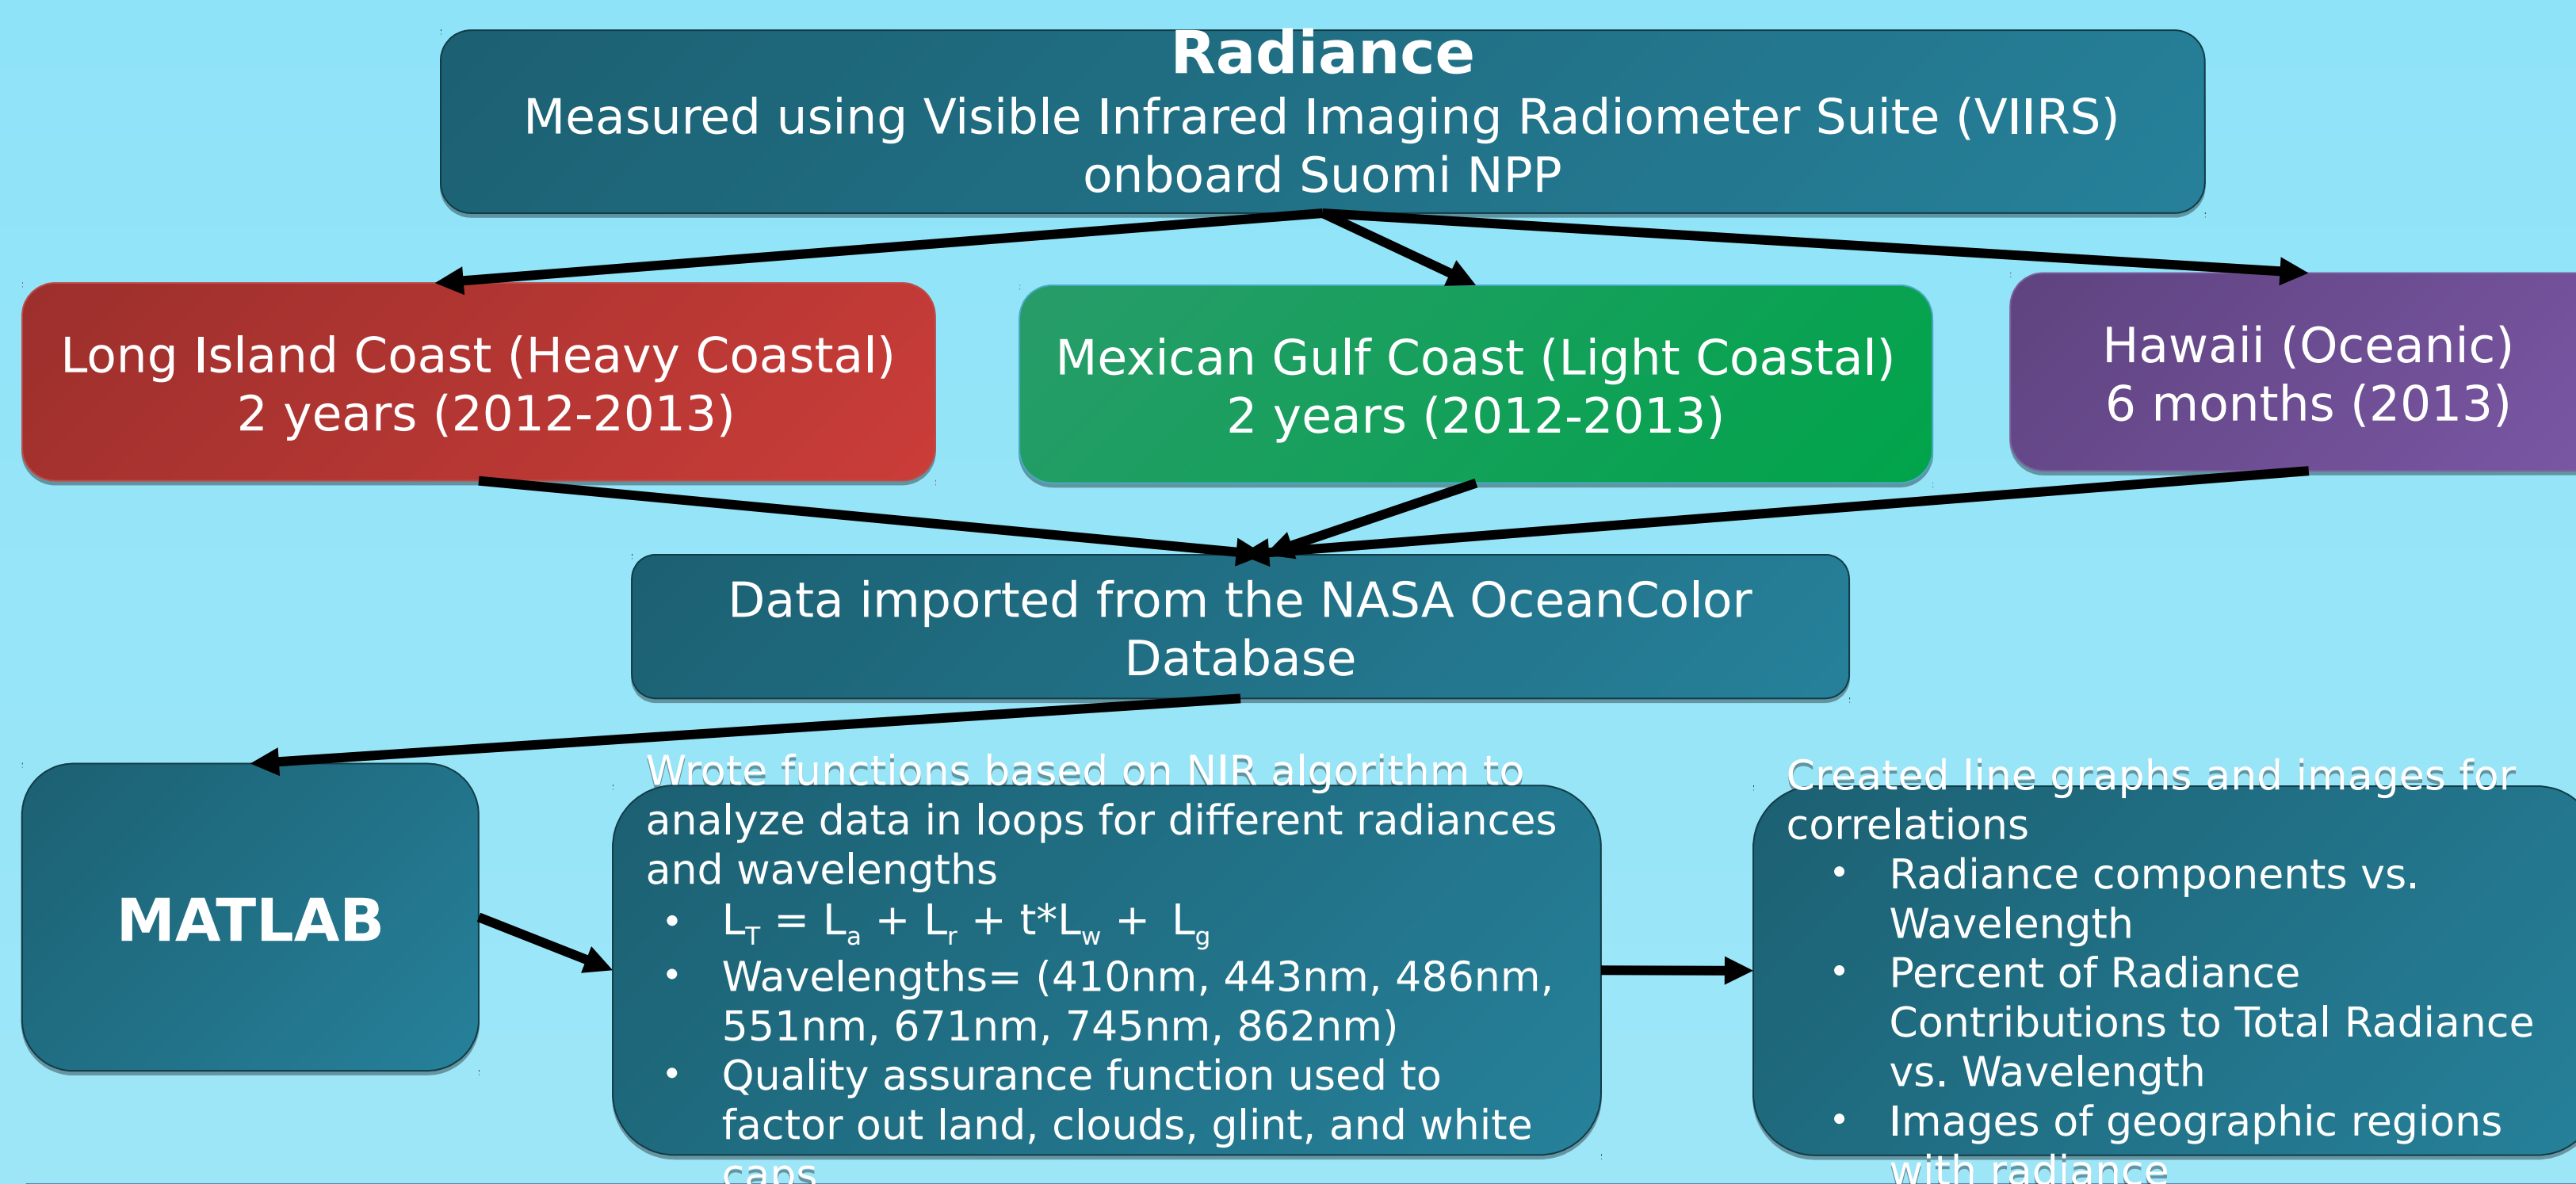 Radiance
Measured using Visible Infrared Imaging Radiometer Suite (VIIRS)
onboard Suomi NPP
Long Island Coast (Heavy Coastal)
2 years (2012-2013)
Mexican Gulf Coast (Light Coastal)
2 years (2012-2013)
Hawaii (Oceanic)
6 months (2013)
Data imported from the NASA OceanColor
Database
MATLAB
Wrote functions based on NIR algorithm to
analyze data in loops for different radiances
and wavelengths
• L_T = L_a + L_r + t*L_w + L_g
• Wavelengths= (410nm, 443nm, 486nm,
551nm, 671nm, 745nm, 862nm)
• Quality assurance function used to
factor out land, clouds, glint, and white
caps
Created line graphs and images for
correlations
• Radiance components vs.
Wavelength
• Percent of Radiance
Contributions to Total Radiance
vs. Wavelength
• Images of geographic regions
with radiance